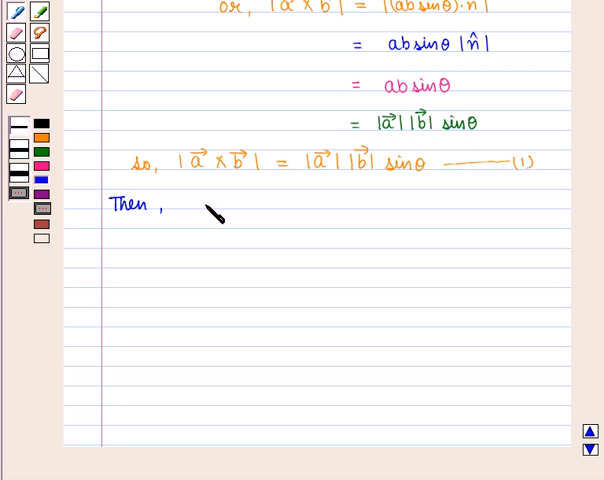 or, |a⃗ × b⃗| = |(ab sinθ)·n̂|
= ab sinθ |n̂|
= ab sinθ
= |a⃗| |b⃗| sinθ
so, |a⃗ × b⃗| = |a⃗| |b⃗| sinθ ———(1)
Then,